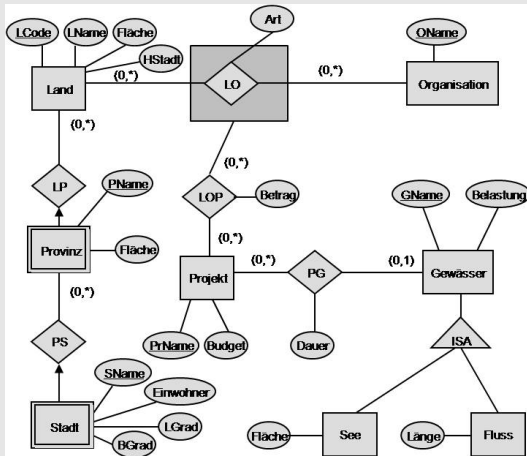 Art
LCode
LName
Fläche
OName
HStadt
Land
{0,*}
LO
{0,*}
Organisation
{0,*}
{0,*}
LP
PName
LOP
Betrag
GName
Belastung
Provinz
Fläche
{0,*}
{0,*}
Projekt
{0,*}
PG
{0,1}
Gewässer
PS
PrName
Budget
Dauer
ISA
SName
Einwohner
Stadt
LGrad
BGrad
Fläche
See
Länge
Fluss